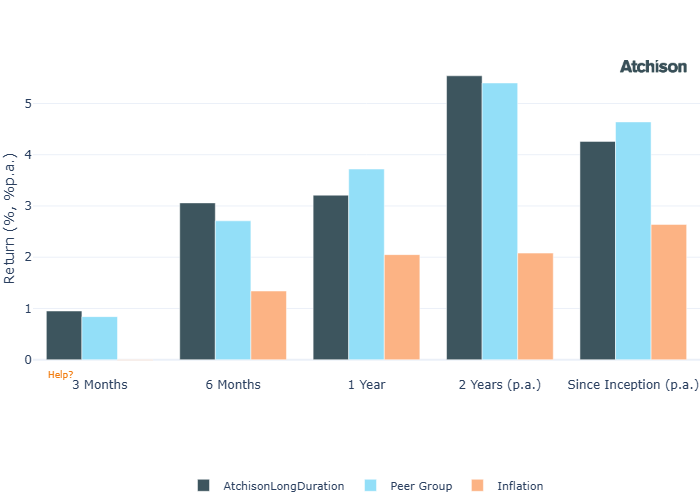 Atchison
5
4
3
2
1
0
Return (%, %p.a.)
Help?
3 Months
6 Months
1 Year
2 Years (p.a.)
Since Inception (p.a.)
AtchisonLongDuration
Peer Group
Inflation